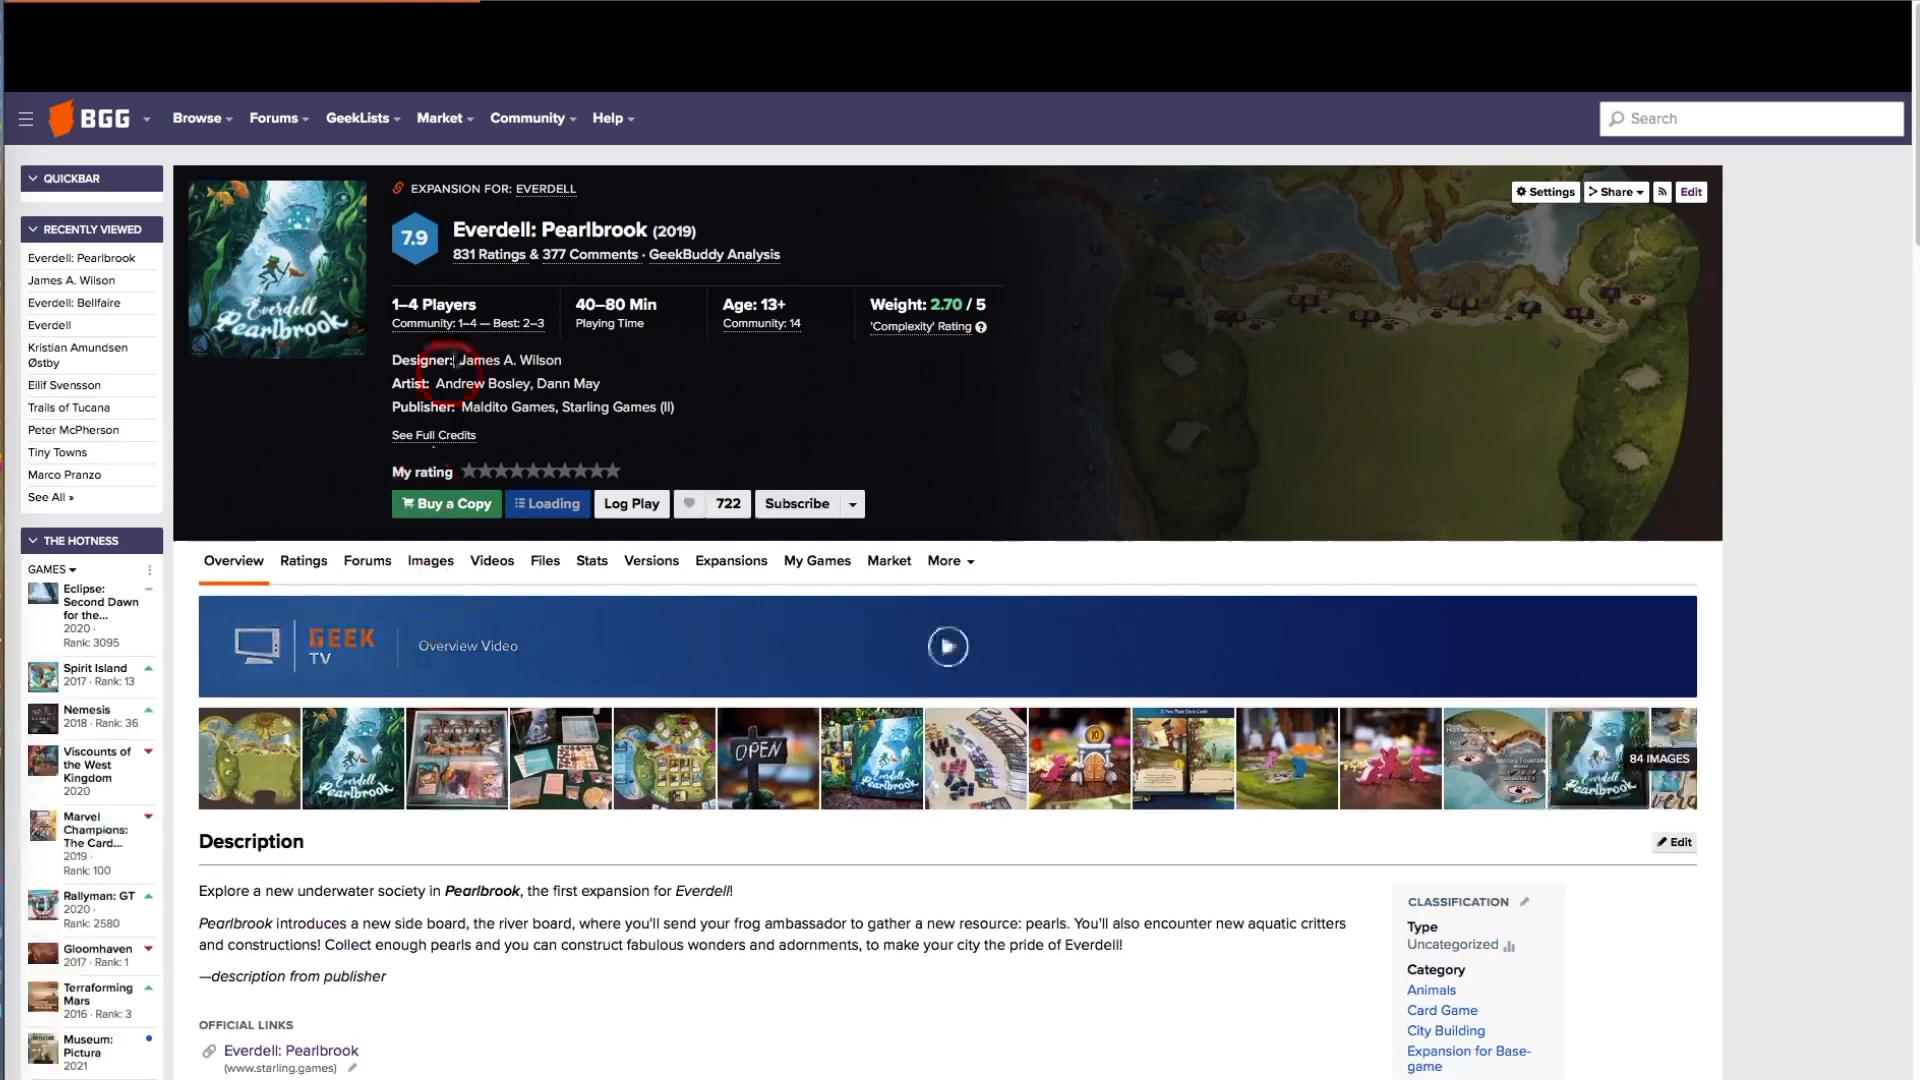 BGG
Browse
Forums
GeekLists
Market
Community
Help
Search
QUICKBAR
RECENTLY VIEWED
Everdell: Pearlbrook
James A. Wilson
Everdell: Bellfaire
Everdell
Kristian Amundsen
Østby
Eilif Svensson
Trails of Tucana
Peter McPherson
Tiny Towns
Marco Pranzo
See All »
THE HOTNESS
GAMES
Eclipse:
Second Dawn
for the...
2020 ·
Rank: 3095
Spirit Island
2017 · Rank: 13
Nemesis
2018 · Rank: 36
Viscounts of
the West
Kingdom
2020
Marvel
Champions:
The Card...
2019 ·
Rank: 100
Rallyman: GT
2020 ·
Rank: 2580
Gloomhaven
2017 · Rank: 1
Terraforming
Mars
2016 · Rank: 3
Museum:
Pictura
2021
Everdell
Pearlbrook
EXPANSION FOR: EVERDELL
Settings
Share
Edit
7.9
Everdell: Pearlbrook (2019)
831 Ratings & 377 Comments · GeekBuddy Analysis
1–4 Players
Community: 1–4 — Best: 2–3
40–80 Min
Playing Time
Age: 13+
Community: 14
Weight: 2.70 / 5
'Complexity' Rating ?
Designer: James A. Wilson
Artist: Andrew Bosley, Dann May
Publisher: Maldito Games, Starling Games (II)
See Full Credits
My rating
Buy a Copy
Loading
Log Play
722
Subscribe
Overview
Ratings
Forums
Images
Videos
Files
Stats
Versions
Expansions
My Games
Market
More
GEEK
TV
Overview Video
Everdell
Pearlbrook
OPEN
Everdell
Pearlbrook
10
Everdell
Pearlbrook
84 IMAGES
Description
Edit
Explore a new underwater society in Pearlbrook, the first expansion for Everdell!
Pearlbrook introduces a new side board, the river board, where you'll send your frog ambassador to gather a new resource: pearls. You'll also encounter new aquatic critters
and constructions! Collect enough pearls and you can construct fabulous wonders and adornments, to make your city the pride of Everdell!
—description from publisher
OFFICIAL LINKS
Everdell: Pearlbrook
(www.starling.games)
CLASSIFICATION
Type
Uncategorized
Category
Animals
Card Game
City Building
Expansion for Base-
game